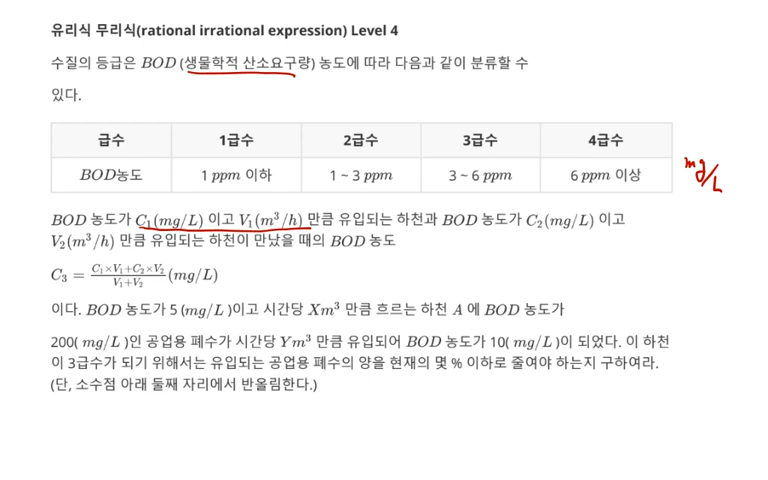 유리식 무리식(rational irrational expression) Level 4
수질의 등급은 BOD (생물학적 산소요구량) 농도에 따라 다음과 같이 분류할 수
있다.
급수 1급수 2급수 3급수 4급수
BOD농도 1 ppm 이하 1 ~ 3 ppm 3 ~ 6 ppm 6 ppm 이상
mg/L
BOD 농도가 C₁(mg/L) 이고 V₁(m³/h) 만큼 유입되는 하천과 BOD 농도가 C₂(mg/L) 이고
V₂(m³/h) 만큼 유입되는 하천이 만났을 때의 BOD 농도
C₃ = (C₁×V₁+C₂×V₂)/(V₁+V₂) (mg/L)
이다. BOD 농도가 5 (mg/L )이고 시간당 Xm³ 만큼 흐르는 하천 A 에 BOD 농도가
200( mg/L )인 공업용 폐수가 시간당 Ym³ 만큼 유입되어 BOD 농도가 10( mg/L )이 되었다. 이 하천
이 3급수가 되기 위해서는 유입되는 공업용 폐수의 양을 현재의 몇 % 이하로 줄여야 하는지 구하여라.
(단, 소수점 아래 둘째 자리에서 반올림한다.)